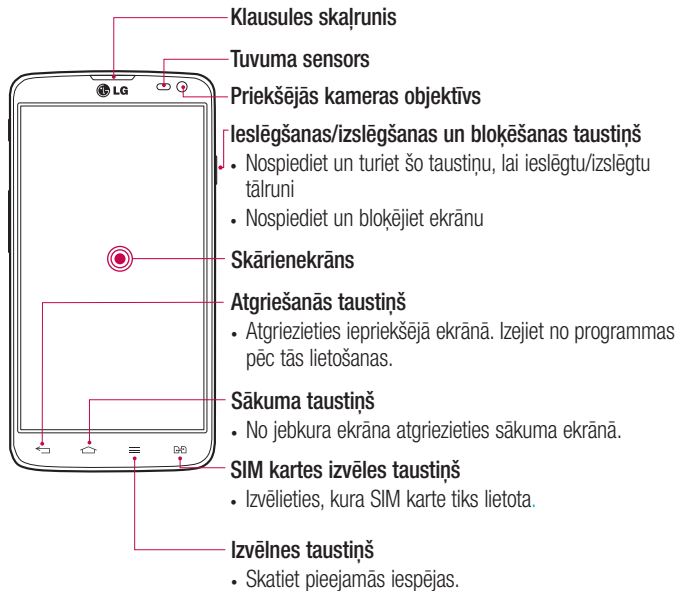 Klausules skaļrunis
Tuvuma sensors
LG
Priekšējās kameras objektīvs
Ieslēgšanas/izslēgšanas un bloķēšanas taustiņš
• Nospiediet un turiet šo taustiņu, lai ieslēgtu/izslēgtu
tālruni
• Nospiediet un bloķējiet ekrānu
Skārienekrāns
Atgriešanās taustiņš
• Atgriezieties iepriekšējā ekrānā. Izejiet no programmas
pēc tās lietošanas.
Sākuma taustiņš
• No jebkura ekrāna atgriezieties sākuma ekrānā.
SIM kartes izvēles taustiņš
• Izvēlieties, kura SIM karte tiks lietota.
Izvēlnes taustiņš
• Skatiet pieejamās iespējas.